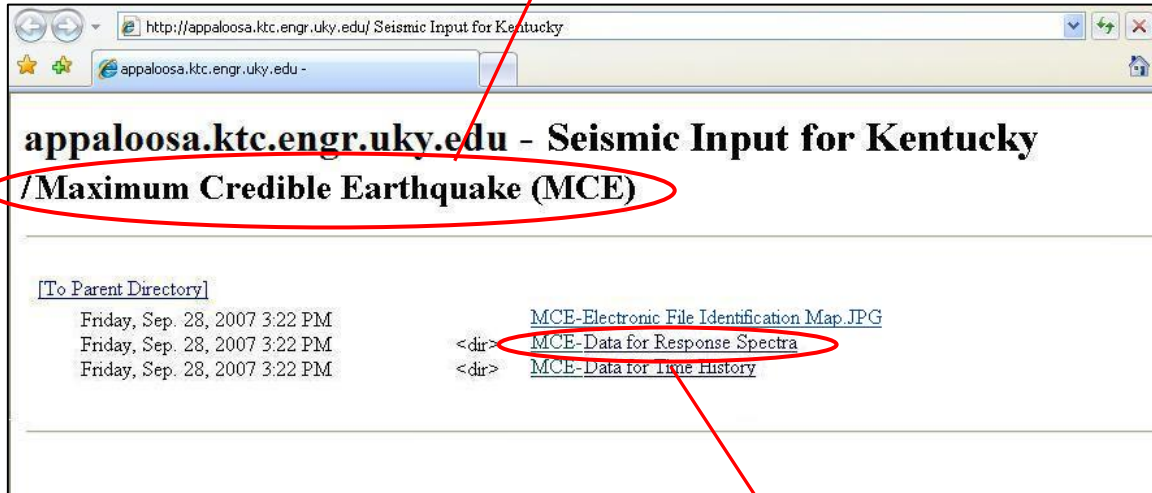 http://appaloosa.ktc.engr.uky.edu/ Seismic Input for Kentucky
appaloosa.ktc.engr.uky.edu -
appaloosa.ktc.engr.uky.edu - Seismic Input for Kentucky
/Maximum Credible Earthquake (MCE)
[To Parent Directory]
Friday, Sep. 28, 2007 3:22 PM MCE-Electronic File Identification Map.JPG
Friday, Sep. 28, 2007 3:22 PM <dir> MCE-Data for Response Spectra
Friday, Sep. 28, 2007 3:22 PM <dir> MCE-Data for Time History